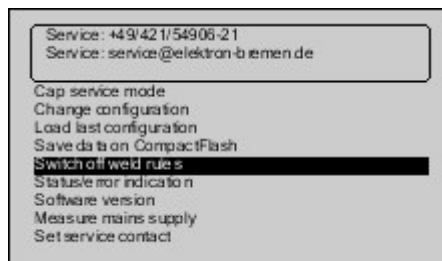 Service: +49/421/54906-21
Service: service@elektron-bremen.de
Cap service mode
Change configuration
Load last configuration
Save data on CompactFlash
Switch off weld rules
Status/error indication
Software version
Measure mains supply
Set service contact